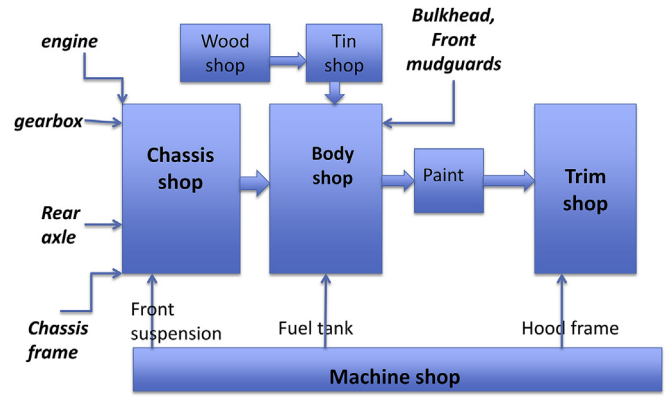 engine
Wood
shop
Tin
shop
Bulkhead,
Front
mudguards
gearbox
Chassis
shop
Body
shop
Paint
Trim
shop
Rear
axle
Chassis
frame
Front
suspension
Fuel tank
Hood frame
Machine shop